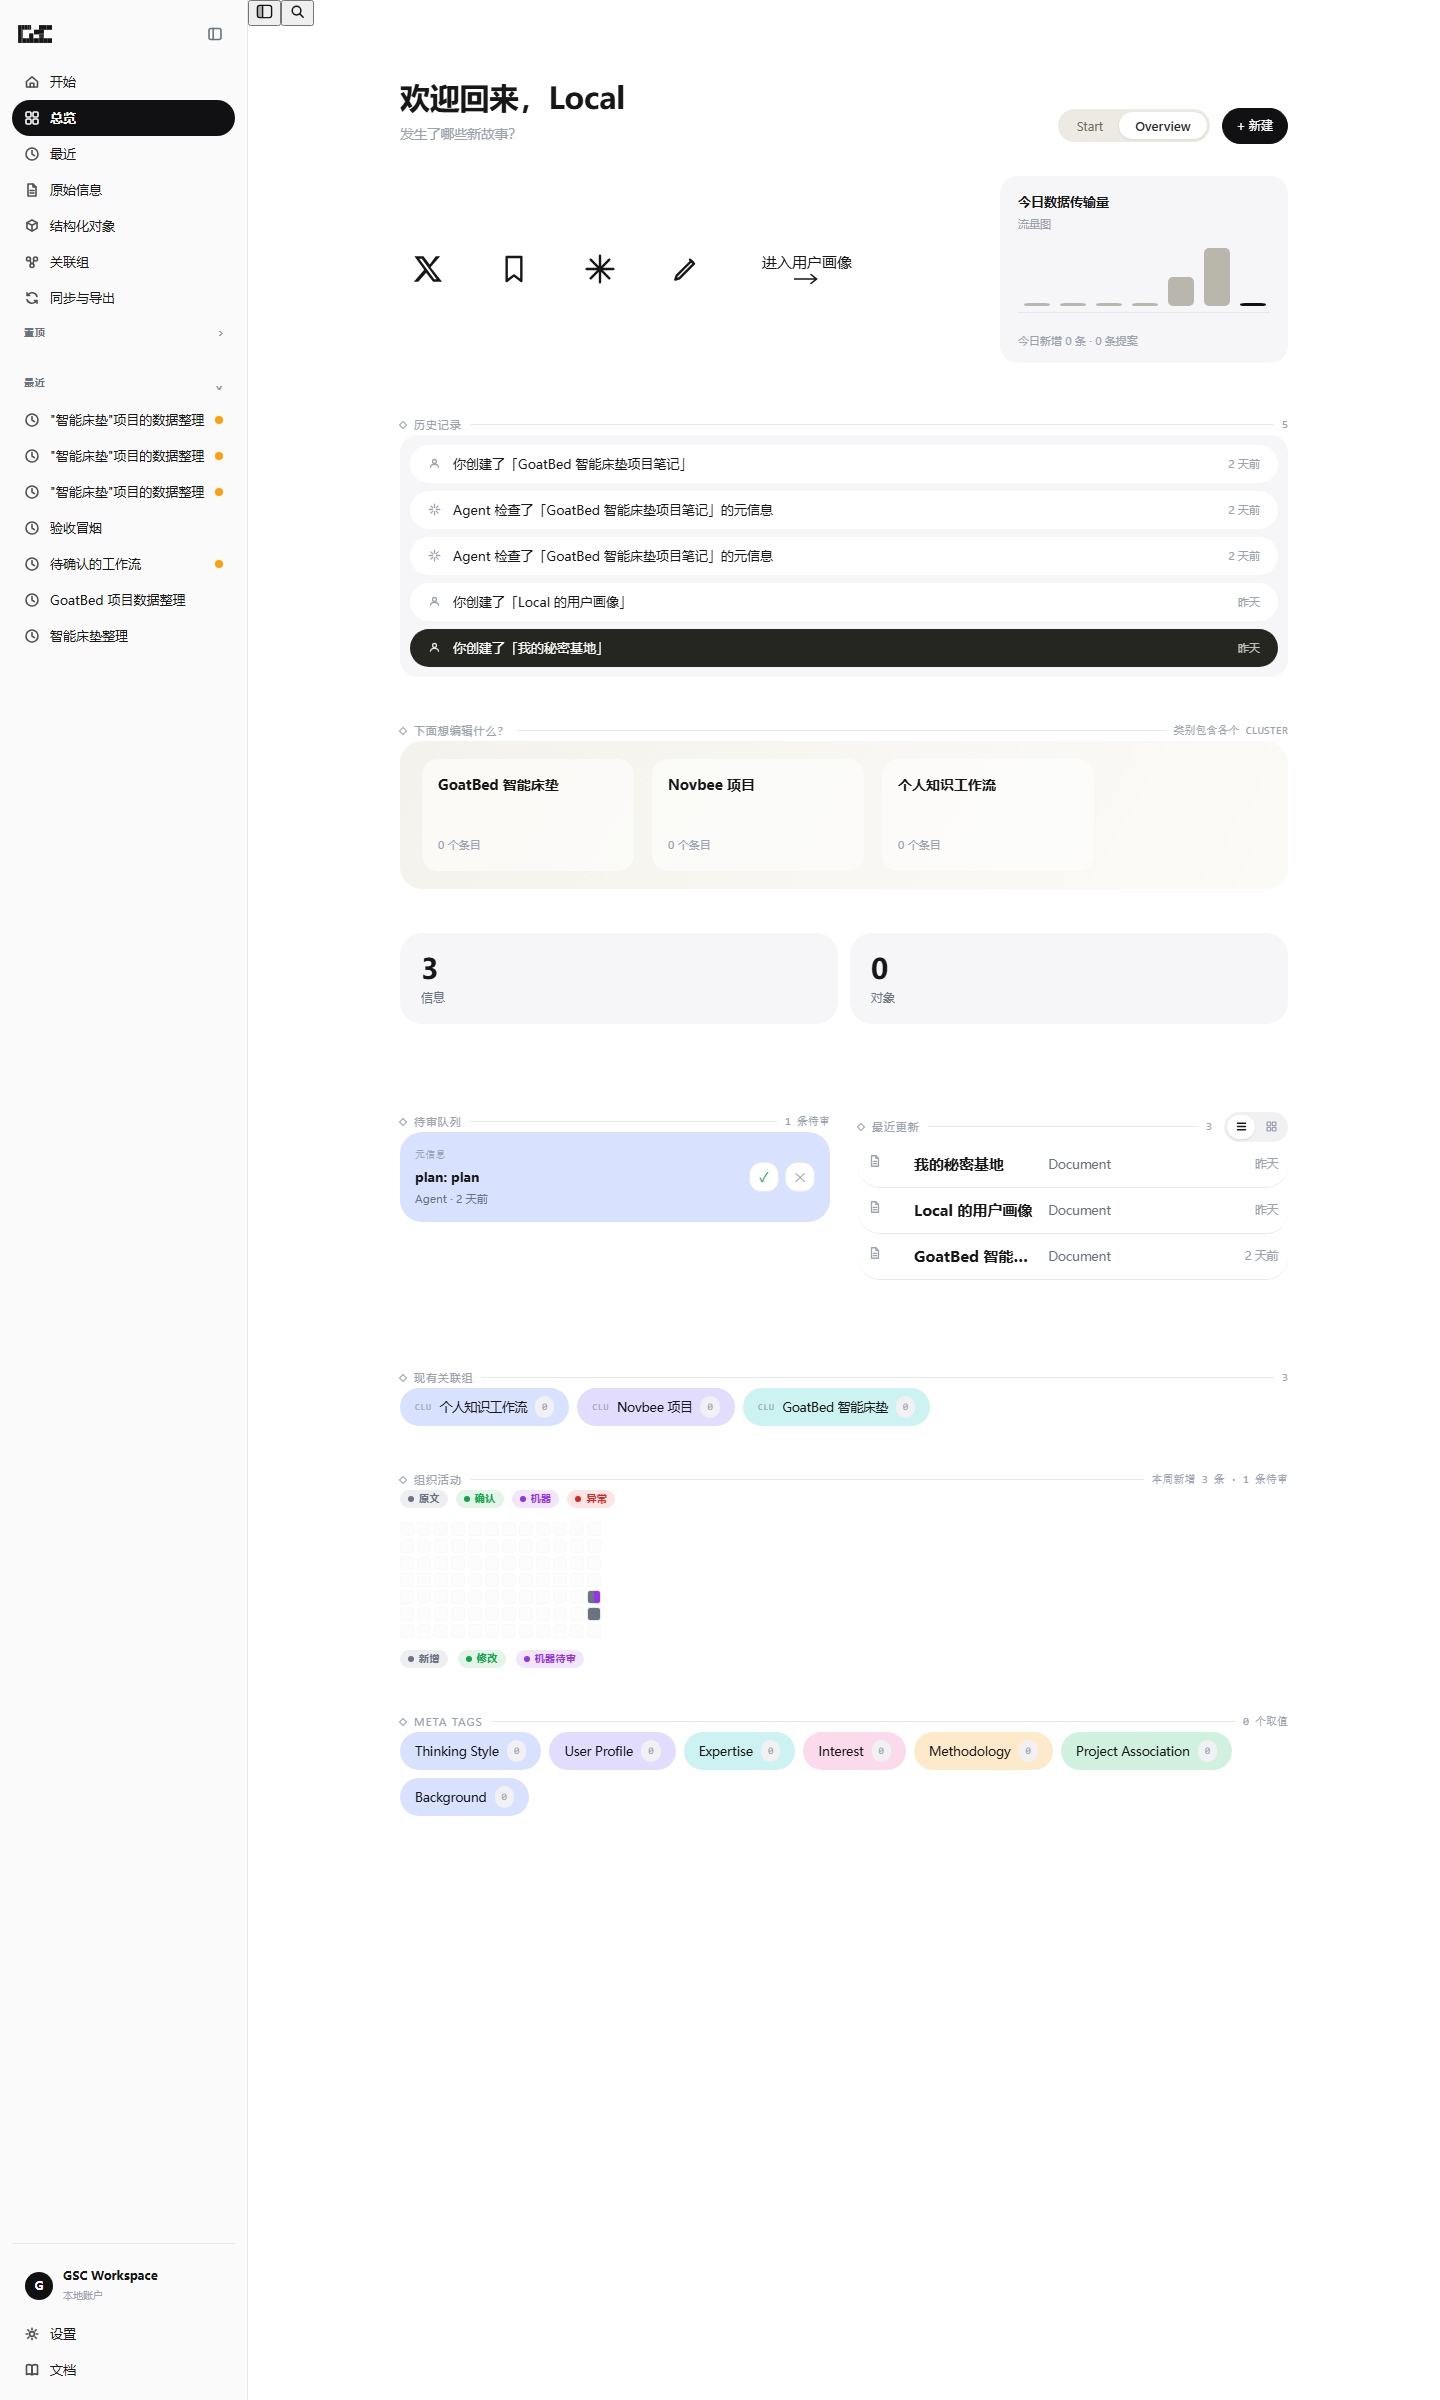 GSC
开始
总览
最近
原始信息
结构化对象
关联组
同步与导出
置顶
最近
"智能床垫"项目的数据整理
"智能床垫"项目的数据整理
"智能床垫"项目的数据整理
验收冒烟
待确认的工作流
GoatBed 项目数据整理
智能床垫整理
G
GSC Workspace
本地账户
设置
文档
欢迎回来，Local
发生了哪些新故事？
Start Overview + 新建
进入用户画像
今日数据传输量
流量图
今日新增 0 条 · 0 条提案
历史记录 5
你创建了「GoatBed 智能床垫项目笔记」 2 天前
Agent 检查了「GoatBed 智能床垫项目笔记」的元信息 2 天前
Agent 检查了「GoatBed 智能床垫项目笔记」的元信息 2 天前
你创建了「Local 的用户画像」 昨天
你创建了「我的秘密基地」 昨天
下面想编辑什么？ 类别包含各个 CLUSTER
GoatBed 智能床垫
0 个条目
Novbee 项目
0 个条目
个人知识工作流
0 个条目
3
信息
0
对象
待审队列 1 条待审
元信息
plan: plan
Agent · 2 天前
最近更新 3
我的秘密基地 Document 昨天
Local 的用户画像 Document 昨天
GoatBed 智能... Document 2 天前
现有关联组 3
CLU 个人知识工作流 0
CLU Novbee 项目 0
CLU GoatBed 智能床垫 0
组织活动 本周新增 3 条 · 1 条待审
原文 确认 机器 异常
新增 修改 机器待审
META TAGS 0 个取值
Thinking Style 0
User Profile 0
Expertise 0
Interest 0
Methodology 0
Project Association 0
Background 0